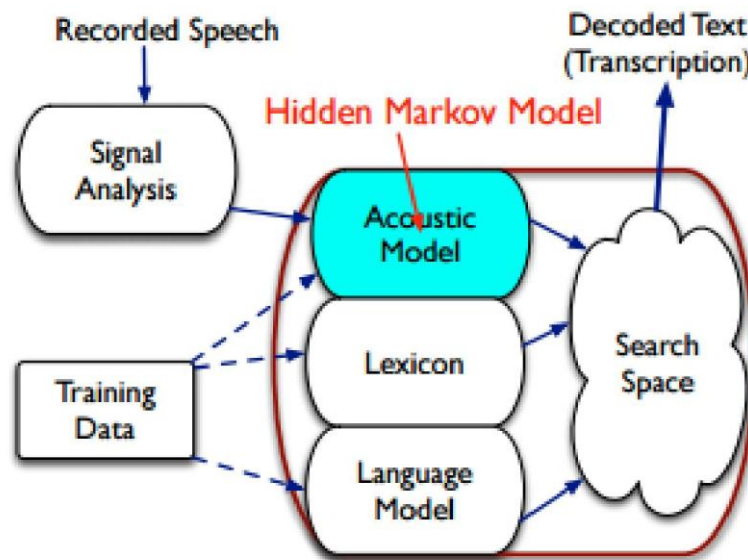 Recorded Speech
Decoded Text
(Transcription)
Hidden Markov Model
Signal
Analysis
Acoustic
Model
Lexicon
Search
Space
Training
Data
Language
Model